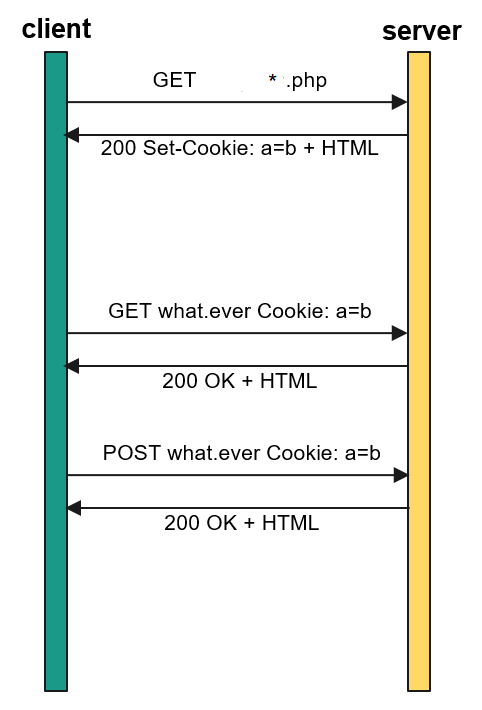 client
server
GET * .php
200 Set-Cookie: a=b + HTML
GET what.ever Cookie: a=b
200 OK + HTML
POST what.ever Cookie: a=b
200 OK + HTML